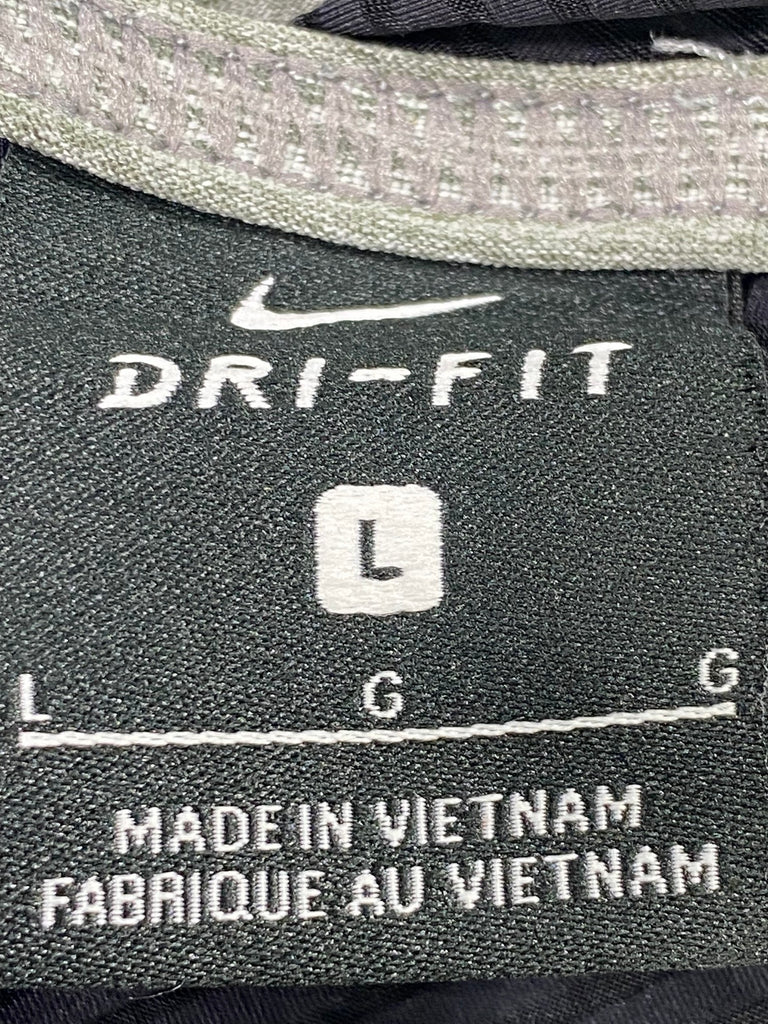 DRI-FIT
L
L G G
MADE IN VIETNAM
FABRIQUE AU VIETNAM